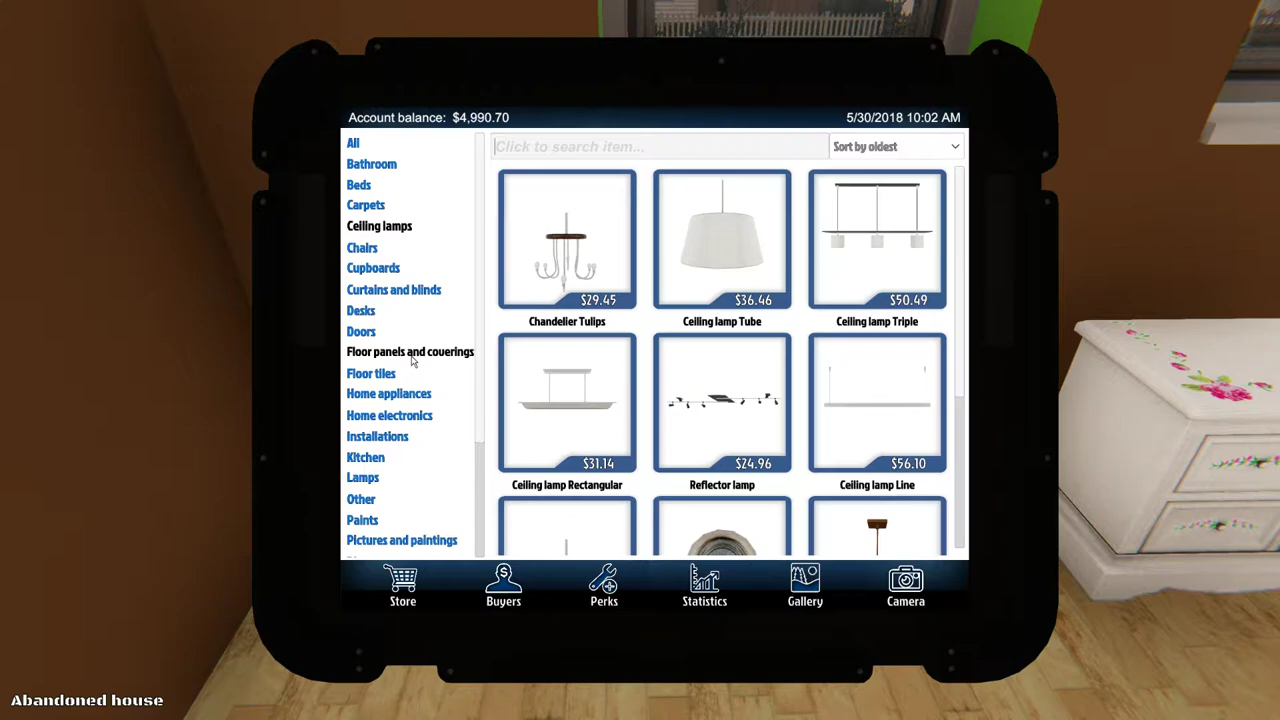 Account balance: $4,990.70
5/30/2018 10:02 AM
All
Bathroom
Beds
Carpets
Ceiling lamps
Chairs
Cupboards
Curtains and blinds
Desks
Doors
Floor panels and coverings
Floor tiles
Home appliances
Home electronics
Installations
Kitchen
Lamps
Other
Paints
Pictures and paintings
Click to search item...
Sort by oldest
$29.45
$36.46
$50.49
Chandelier Tulips
Ceiling lamp Tube
Ceiling lamp Triple
$31.14
$24.96
$56.10
Ceiling lamp Rectangular
Reflector lamp
Ceiling lamp Line
Store
Buyers
Perks
Statistics
Gallery
Camera
Abandoned house